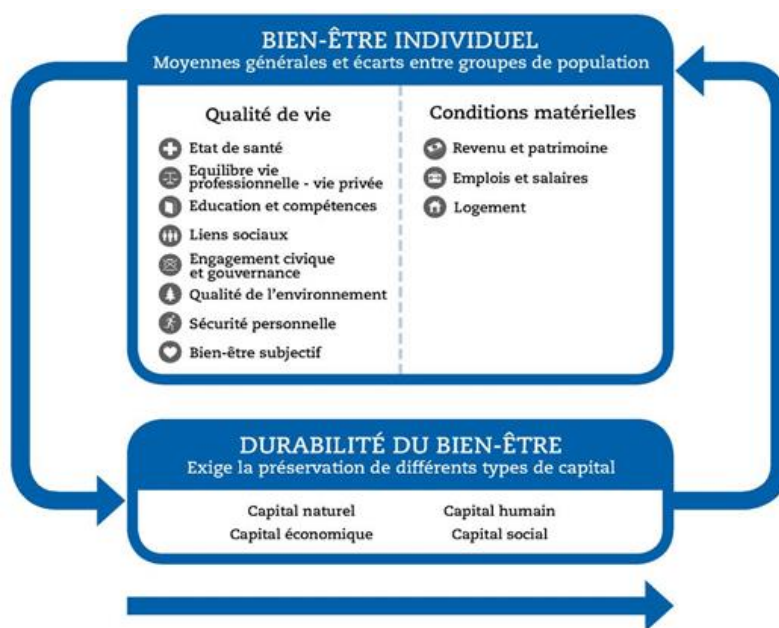 BIEN-ÊTRE INDIVIDUEL
Moyennes générales et écarts entre groupes de population
Qualité de vie
Etat de santé
Equilibre vie
professionnelle - vie privée
Education et compétences
Liens sociaux
Engagement civique
et gouvernance
Qualité de l'environnement
Sécurité personnelle
Bien-être subjectif
Conditions matérielles
Revenu et patrimoine
Emplois et salaires
Logement
DURABILITÉ DU BIEN-ÊTRE
Exige la préservation de différents types de capital
Capital naturel
Capital humain
Capital économique
Capital social